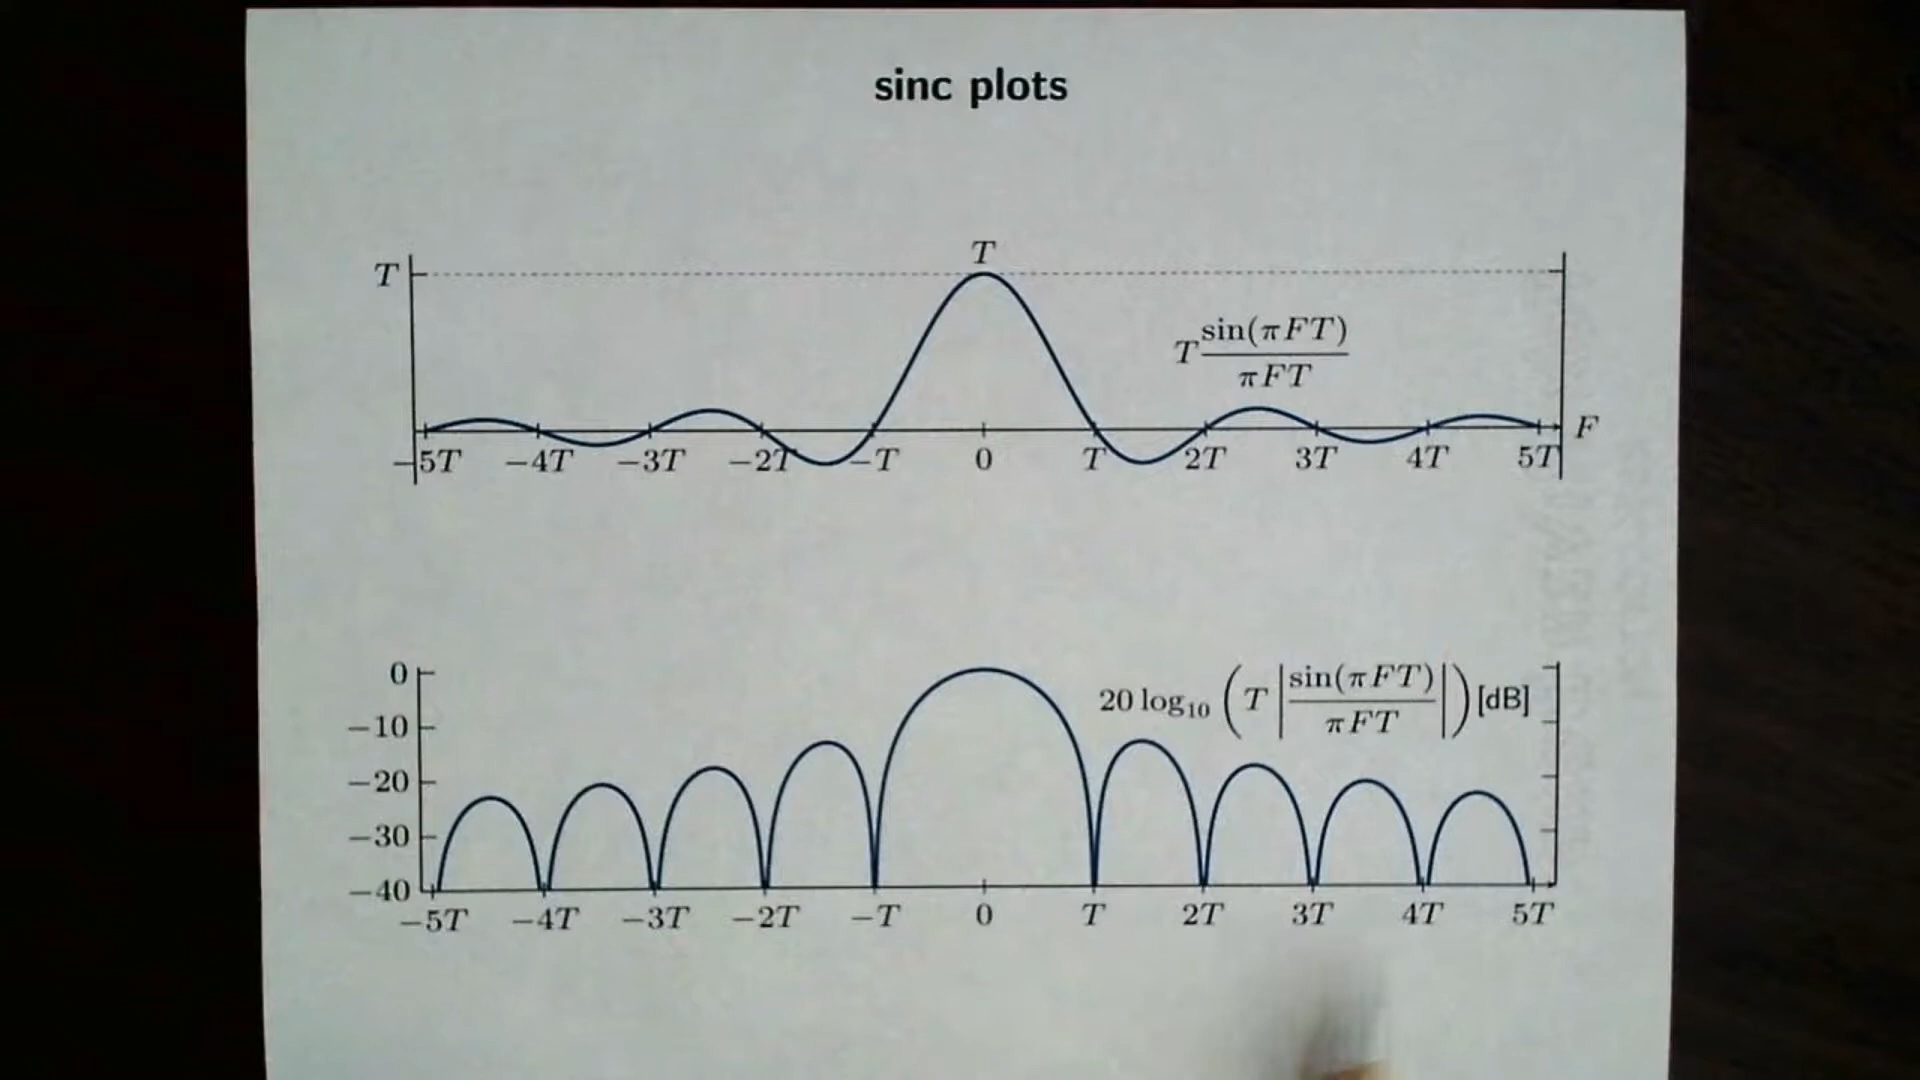 sinc plots
T
T
T sin(πFT) / πFT
F
−5T −4T −3T −2T −T 0 T 2T 3T 4T 5T
0
−10
−20
−30
−40
20 log₁₀ (T |sin(πFT) / πFT|) [dB]
−5T −4T −3T −2T −T 0 T 2T 3T 4T 5T